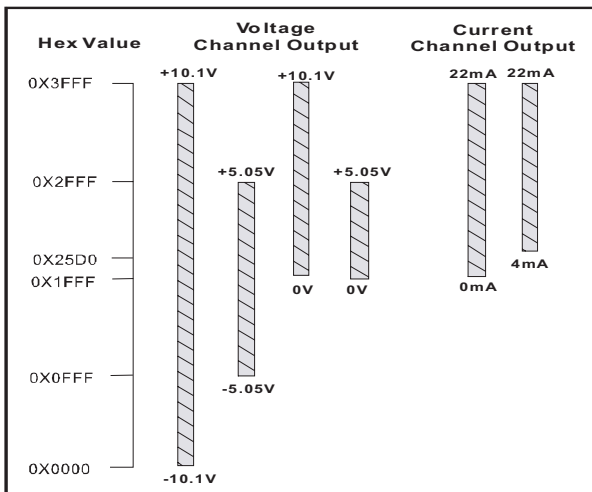 Hex Value
Voltage
Channel Output
Current
Channel Output
0X3FFF
+10.1V
+10.1V
22mA
22mA
0X2FFF
+5.05V
+5.05V
0X25D0
4mA
0X1FFF
0V
0V
0mA
0X0FFF
-5.05V
0X0000
-10.1V